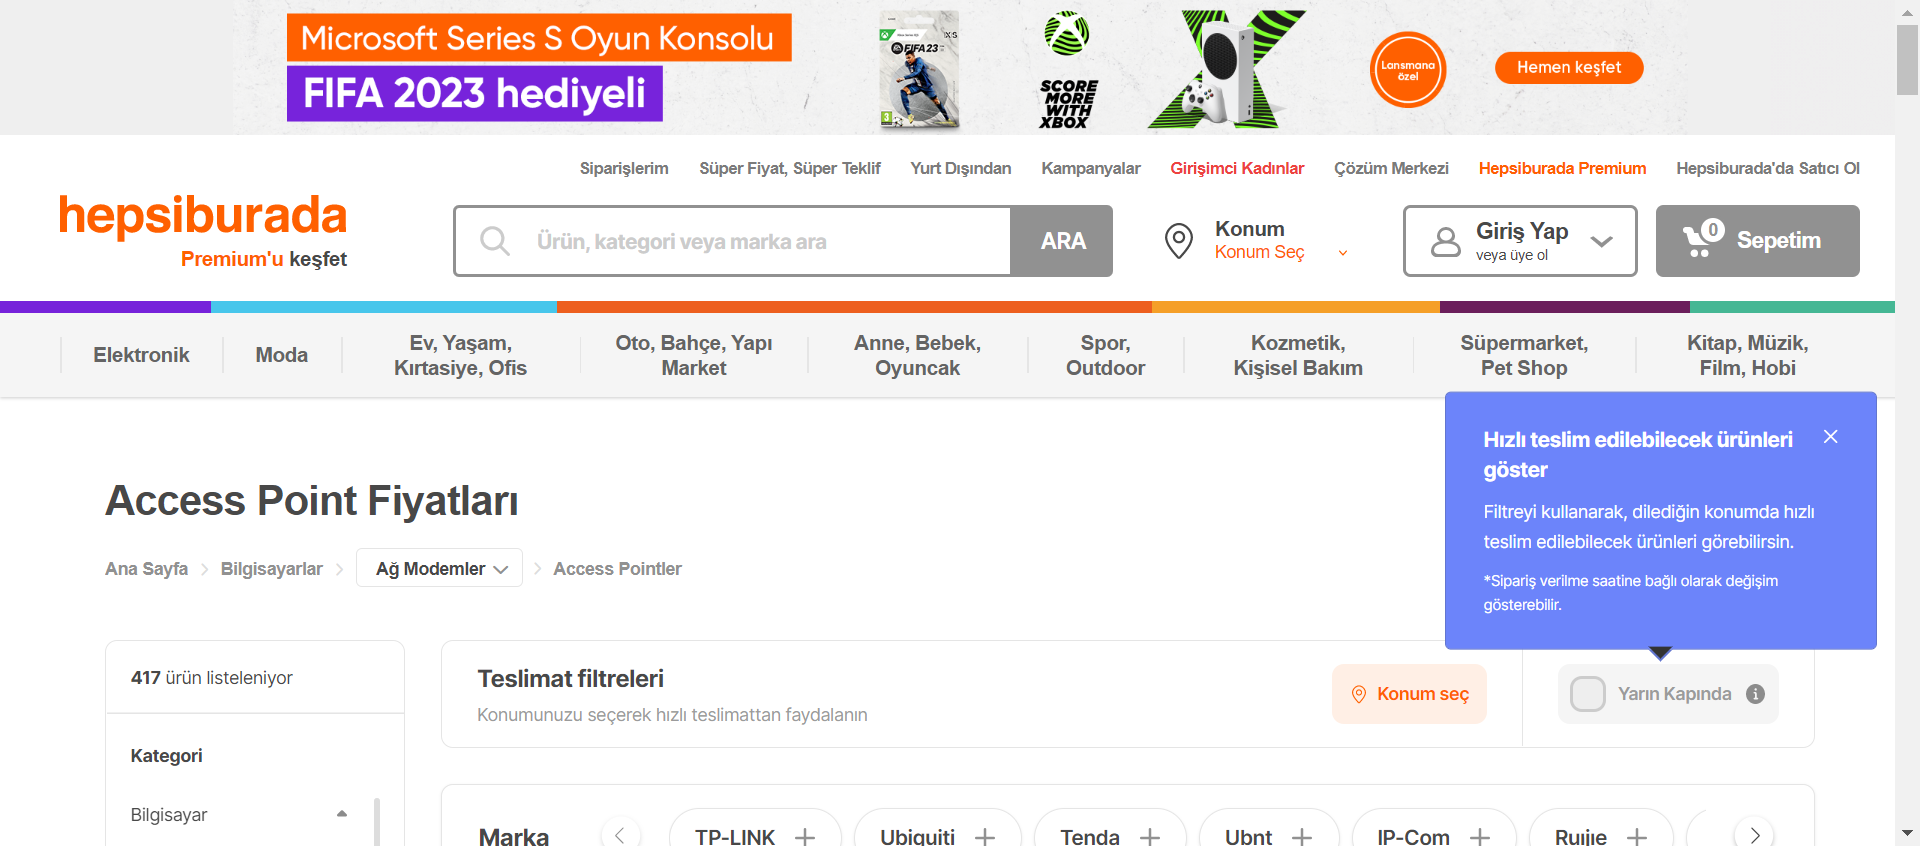 Microsoft Series S Oyun Konsolu
FIFA 2023 hediyeli
FIFA 23
SCORE
MORE
WITH
XBOX
Lansmana
özel
Hemen keşfet
Siparişlerim Süper Fiyat, Süper Teklif Yurt Dışından Kampanyalar Girişimci Kadınlar Çözüm Merkezi Hepsiburada Premium Hepsiburada'da Satıcı Ol
hepsiburada
Premium'u keşfet
Ürün, kategori veya marka ara
ARA
Konum
Konum Seç
Giriş Yap
veya üye ol
0
Sepetim
Elektronik
Moda
Ev, Yaşam,
Kırtasiye, Ofis
Oto, Bahçe, Yapı
Market
Anne, Bebek,
Oyuncak
Spor,
Outdoor
Kozmetik,
Kişisel Bakım
Süpermarket,
Pet Shop
Kitap, Müzik,
Film, Hobi
Hızlı teslim edilebilecek ürünleri
göster
Filtreyi kullanarak, dilediğin konumda hızlı
teslim edilebilecek ürünleri görebilirsin.
*Sipariş verilme saatine bağlı olarak değişim
gösterebilir.
Access Point Fiyatları
Ana Sayfa Bilgisayarlar Ağ Modemler Access Pointler
417 ürün listeleniyor
Kategori
Bilgisayar
Teslimat filtreleri
Konumunuzu seçerek hızlı teslimattan faydalanın
Konum seç
Yarın Kapında
Marka
TP-LINK
Ubiquiti
Tenda
Ubnt
IP-Com
Ruijie